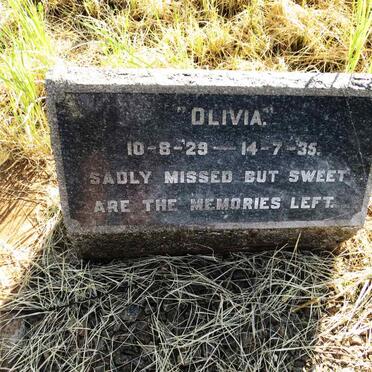 "OLIVIA."
10-8-29 — 14-7-35.
SADLY MISSED BUT SWEET
ARE THE MEMORIES LEFT.